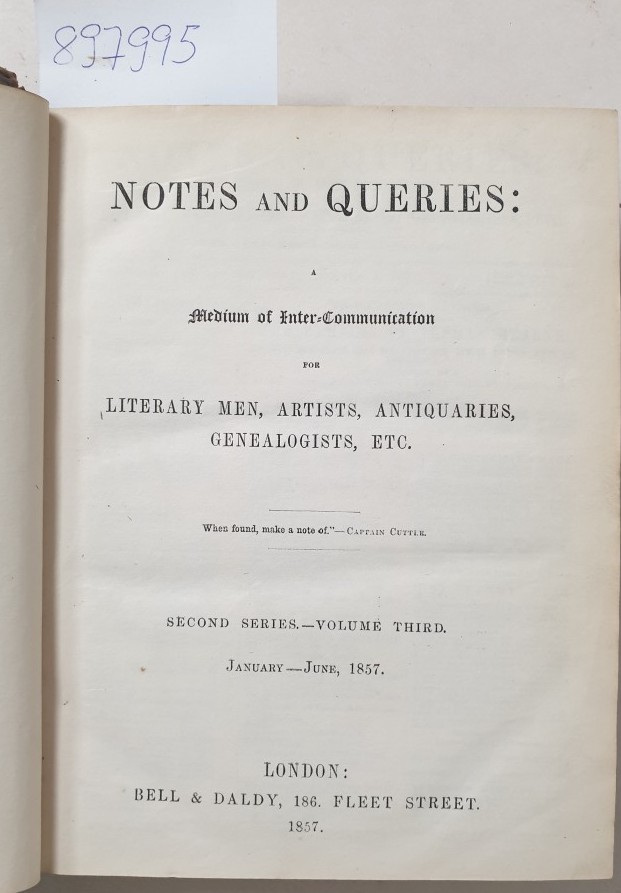 897995
NOTES AND QUERIES:
A
Medium of Inter-Communication
FOR
LITERARY MEN, ARTISTS, ANTIQUARIES,
GENEALOGISTS, ETC.
When found, make a note of."—CAPTAIN CUTTLE.
SECOND SERIES.—VOLUME THIRD.
JANUARY—JUNE, 1857.
LONDON:
BELL & DALDY, 186. FLEET STREET.
1857.